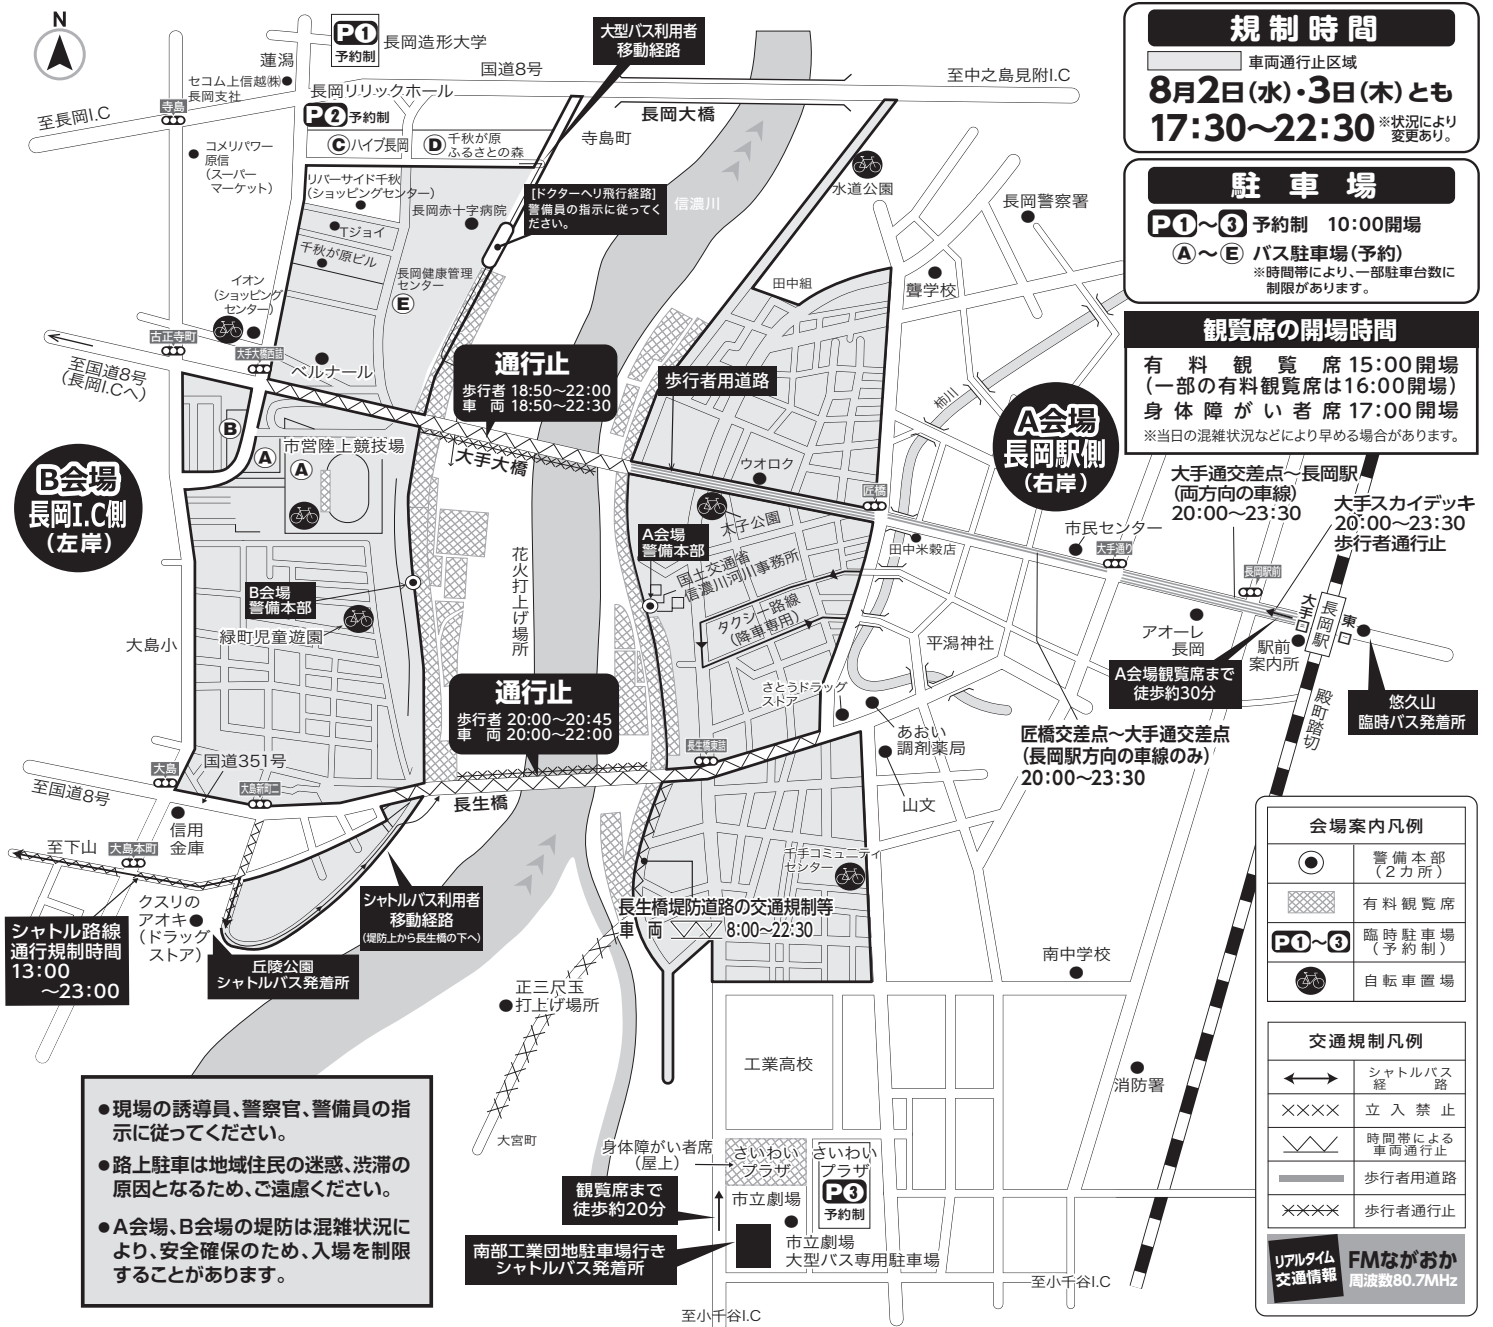 N
P1
予約制
長岡造形大学
大型バス利用者
移動経路
国道8号
至中之島見附I.C
蓮潟
セコム上信越㈱
長岡支社
寺島
至長岡I.C
長岡リリックホール
P2 予約制
長岡大橋
C ハイブ長岡
D 千秋が原
ふるさとの森
寺島町
コメリパワー
原信
(スーパー
マーケット)
水道公園
リバーサイド千秋
(ショッピングセンター)
長岡赤十字病院
[ドクターヘリ飛行経路]
警備員の指示に従ってく
ださい。
信濃川
長岡警察署
Tジョイ
千秋が原ビル
長岡健康管理
センター
E
聾学校
田中組
イオン
(ショッピング
センター)
古正寺町
大手大橋西詰
至国道8号
(長岡I.Cへ)
ベルナール
通行止
歩行者 18:50〜22:00
車 両 18:50〜22:30
歩行者用道路
柿川
A会場
長岡駅側
(右岸)
B
A
A
市営陸上競技場
大手大橋
ウオロク
匠橋
B会場
長岡I.C側
(左岸)
太子公園
A会場
警備本部
国土交通省
信濃川河川事務所
田中米穀店
市民センター
大手通り
大手通交差点〜長岡駅
(両方向の車線)
20:00〜23:30
大手スカイデッキ
20:00〜23:30
歩行者通行止
長岡駅前
花火打上げ場所
B会場
警備本部
緑町児童遊園
タクシー路線
(降車専用)
大島小
平潟神社
アオーレ
長岡
大手口
長岡駅
東口
駅前
案内所
A会場観覧席まで
徒歩約30分
悠久山
臨時バス発着所
殿町踏切
通行止
歩行者 20:00〜20:45
車 両 20:00〜22:00
さとうドラッグ
ストア
あおい
調剤薬局
匠橋交差点〜大手通交差点
(長岡駅方向の車線のみ)
20:00〜23:30
長生橋東詰
国道351号
大島
大島新町二
至国道8号
長生橋
山文
信用
金庫
至下山
大島本町
千手コミュニティ
センター
クスリの
アオキ
(ドラッグ
ストア)
シャトルバス利用者
移動経路
(堤防上から長生橋の下へ)
長生橋堤防道路の交通規制等
車 両 8:00〜22:30
シャトル路線
通行規制時間
13:00
〜23:00
丘陵公園
シャトルバス発着所
正三尺玉
打上げ場所
南中学校
工業高校
消防署
大宮町
身体障がい者席
(屋上)
さいわい
プラザ
さいわい
プラザ
P3
予約制
観覧席まで
徒歩約20分
市立劇場
市立劇場
大型バス専用駐車場
南部工業団地駐車場行き
シャトルバス発着所
至小千谷I.C
至小千谷I.C
●現場の誘導員、警察官、警備員の指
示に従ってください。
●路上駐車は地域住民の迷惑、渋滞の
原因となるため、ご遠慮ください。
●A会場、B会場の堤防は混雑状況に
より、安全確保のため、入場を制限
することがあります。
規制時間
車両通行止区域
8月2日(水)・3日(木)とも
17:30〜22:30 ※状況により
変更あり。
駐車場
P1〜3 予約制 10:00開場
A〜E バス駐車場(予約)
※時間帯により、一部駐車台数に
制限があります。
観覧席の開場時間
有料観覧席 15:00開場
(一部の有料観覧席は16:00開場)
身体障がい者席 17:00開場
※当日の混雑状況などにより早める場合があります。
会場案内凡例
警備本部
(2カ所)
有料観覧席
P1〜3 臨時駐車場
(予約制)
自転車置場
交通規制凡例
シャトルバス
経路
立入禁止
時間帯による
車両通行止
歩行者用道路
歩行者通行止
リアルタイム
交通情報
FMながおか
周波数80.7MHz